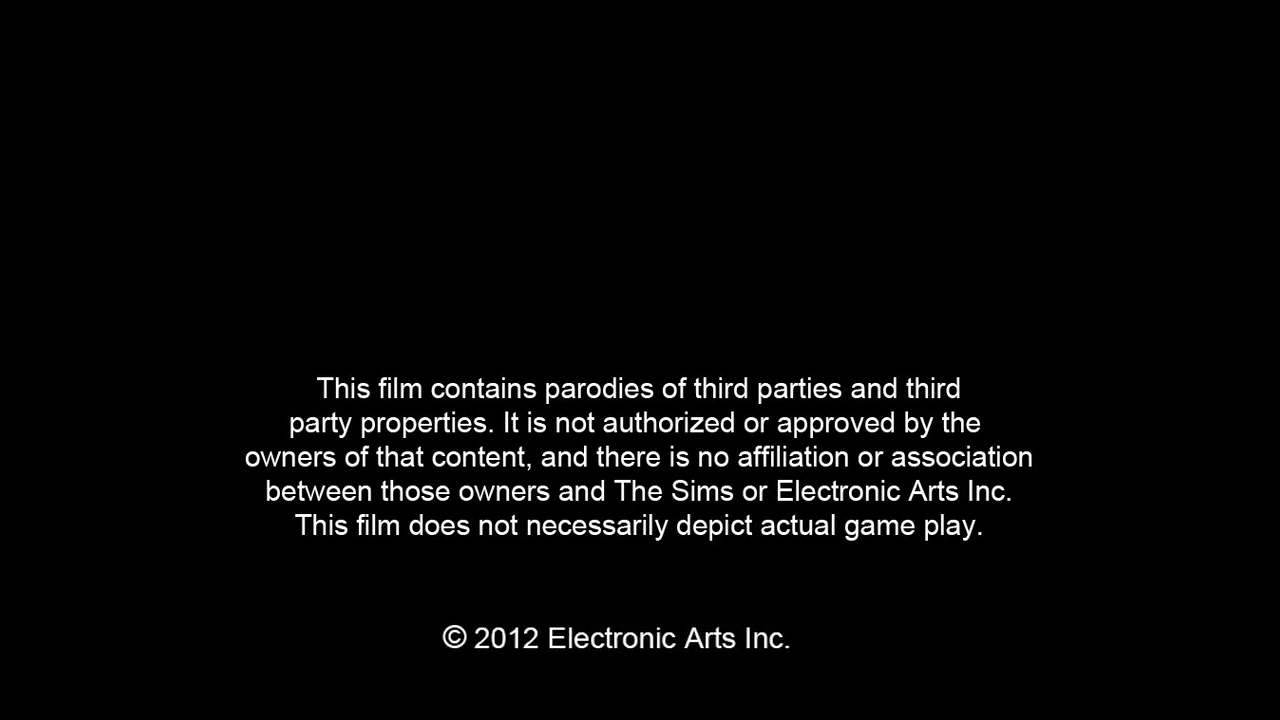 This film contains parodies of third parties and third
party properties. It is not authorized or approved by the
owners of that content, and there is no affiliation or association
between those owners and The Sims or Electronic Arts Inc.
This film does not necessarily depict actual game play.
© 2012 Electronic Arts Inc.